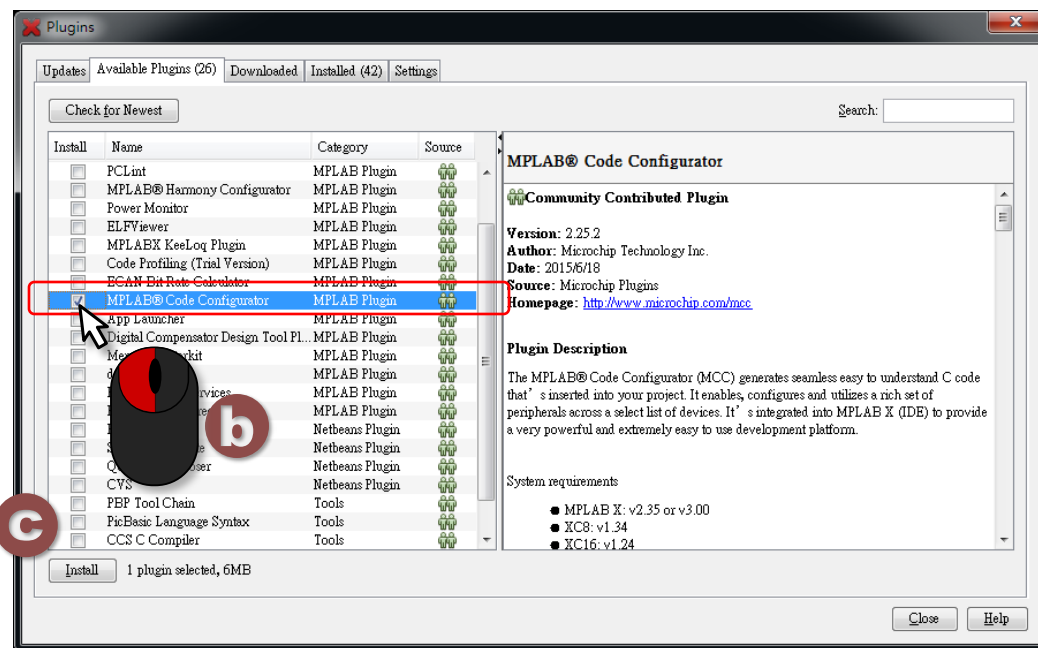 Plugins
Updates Available Plugins (26) Downloaded Installed (42) Settings
Check for Newest
Search:
Install Name Category Source
PCLint MPLAB Plugin
MPLAB® Harmony Configurator MPLAB Plugin
Power Monitor MPLAB Plugin
ELFViewer MPLAB Plugin
MPLABX KeeLoq Plugin MPLAB Plugin
Code Profiling (Trial Version) MPLAB Plugin
ECAN Bit Rate Calculator MPLAB Plugin
MPLAB® Code Configurator MPLAB Plugin
App Launcher MPLAB Plugin
Digital Compensator Design Tool Pl... MPLAB Plugin
MPLAB Plugin
MPLAB Plugin
MPLAB Plugin
MPLAB Plugin
Netbeans Plugin
Netbeans Plugin
Netbeans Plugin
CVS Netbeans Plugin
PBP Tool Chain Tools
PicBasic Language Syntax Tools
CCS C Compiler Tools
b
c
MPLAB® Code Configurator
Community Contributed Plugin
Version: 2.25.2
Author: Microchip Technology Inc.
Date: 2015/6/18
Source: Microchip Plugins
Homepage: http://www.microchip.com/mcc
Plugin Description
The MPLAB® Code Configurator (MCC) generates seamless easy to understand C code
that’s inserted into your project. It enables, configures and utilizes a rich set of
peripherals across a select list of devices. It’s integrated into MPLAB X (IDE) to provide
a very powerful and extremely easy to use development platform.
System requirements
● MPLAB X: v2.35 or v3.00
● XC8: v1.34
● XC16: v1.24
Install 1 plugin selected, 6MB
Close Help